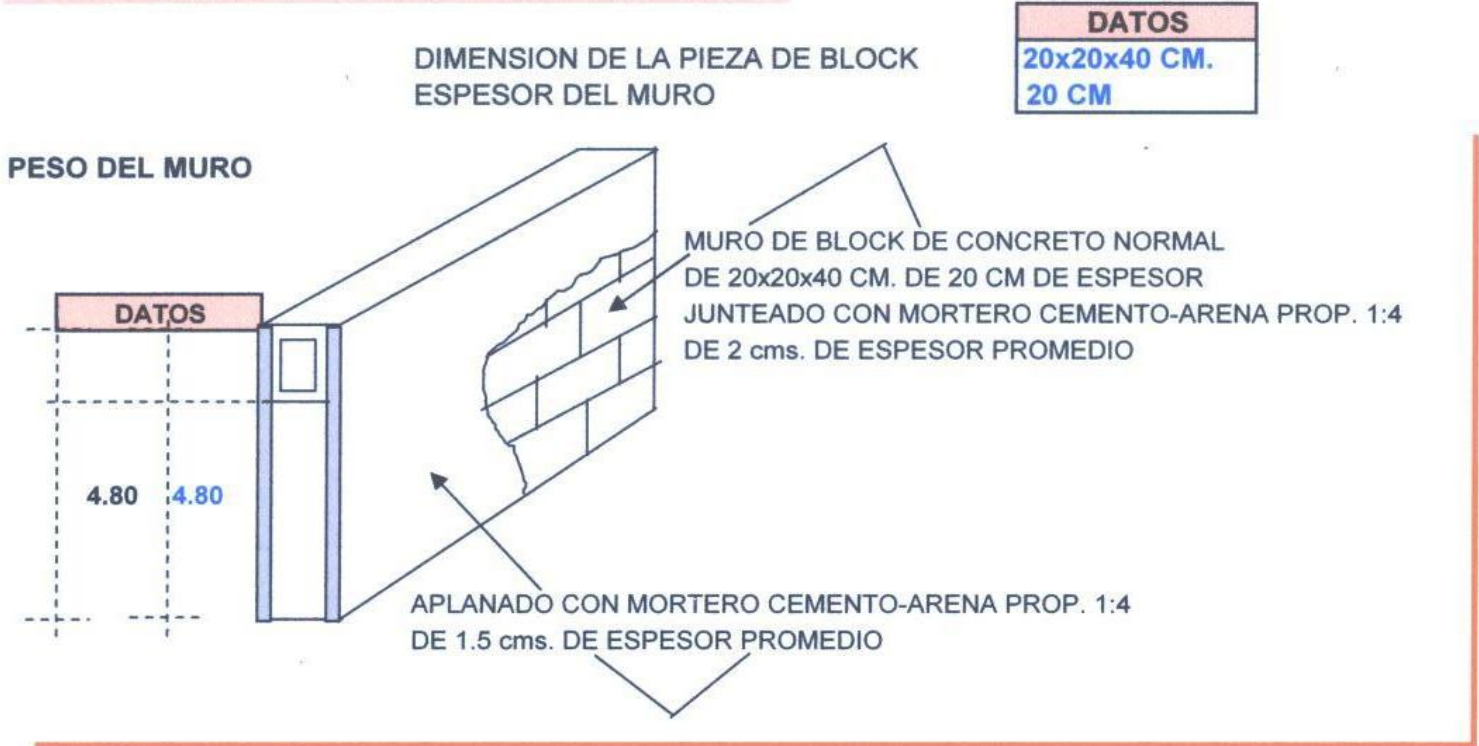 DATOS
DIMENSION DE LA PIEZA DE BLOCK 20x20x40 CM.
ESPESOR DEL MURO 20 CM
PESO DEL MURO
MURO DE BLOCK DE CONCRETO NORMAL
DE 20x20x40 CM. DE 20 CM DE ESPESOR
JUNTEADO CON MORTERO CEMENTO-ARENA PROP. 1:4
DE 2 cms. DE ESPESOR PROMEDIO
DATOS
4.80 4.80
APLANADO CON MORTERO CEMENTO-ARENA PROP. 1:4
DE 1.5 cms. DE ESPESOR PROMEDIO